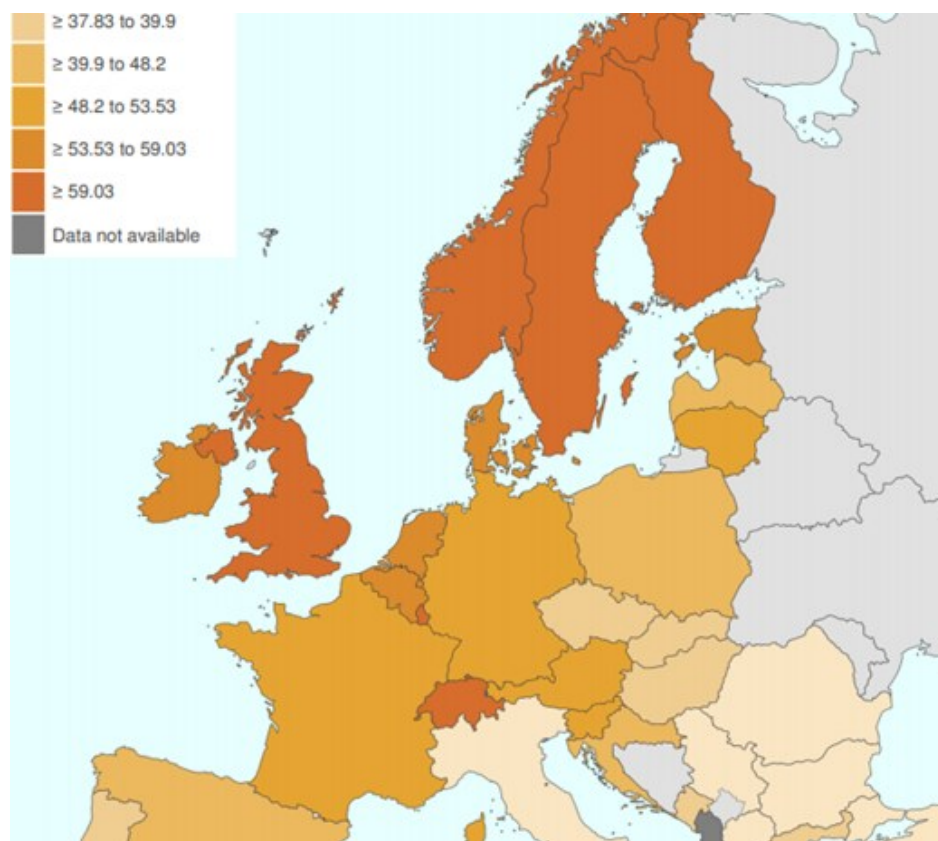 ≥ 37.83 to 39.9
≥ 39.9 to 48.2
≥ 48.2 to 53.53
≥ 53.53 to 59.03
≥ 59.03
Data not available